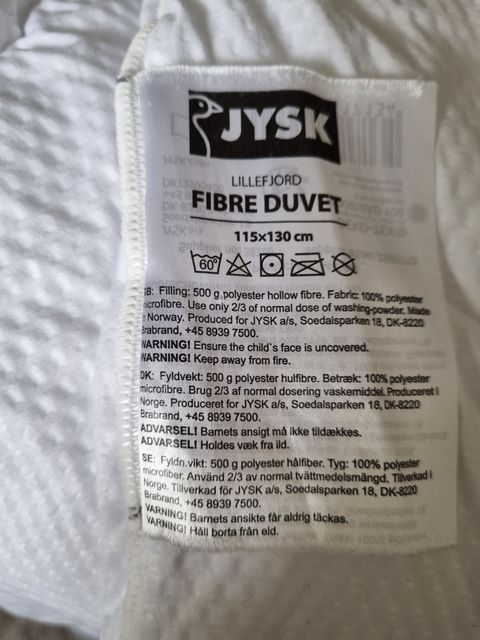 JYSK
LILLEFJORD
FIBRE DUVET
115×130 cm
60°
GB: Filling: 500 g polyester hollow fibre. Fabric: 100% polyester
microfibre. Use only 2/3 of normal dose of washing-powder. Made
in Norway. Produced for JYSK a/s, Soedalsparken 18, DK-8220
Brabrand, +45 8939 7500.
WARNING! Ensure the child`s face is uncovered.
WARNING! Keep away from fire.
DK: Fyldvekt: 500 g polyester hulfibre. Betræk: 100% polyester
microfibre. Brug 2/3 af normal dosering vaskemiddel. Produceret i
Norge. Produceret for JYSK a/s, Soedalsparken 18, DK-8220
Brabrand, +45 8939 7500.
ADVARSEL! Barnets ansigt må ikke tildækkes.
ADVARSEL! Holdes væk fra ild.
SE: Fyldn.vikt: 500 g polyester hålfiber. Tyg: 100% polyester
microfiber. Använd 2/3 av normal tvättmedelsmängd. Tillverkad i
Norge. Tillverkad för JYSK a/s, Soedalsparken 18, DK-8220
Brabrand, +45 8939 7500.
VARNING! Barnets ansikte får aldrig täckas.
VARNING! Håll borta från eld.